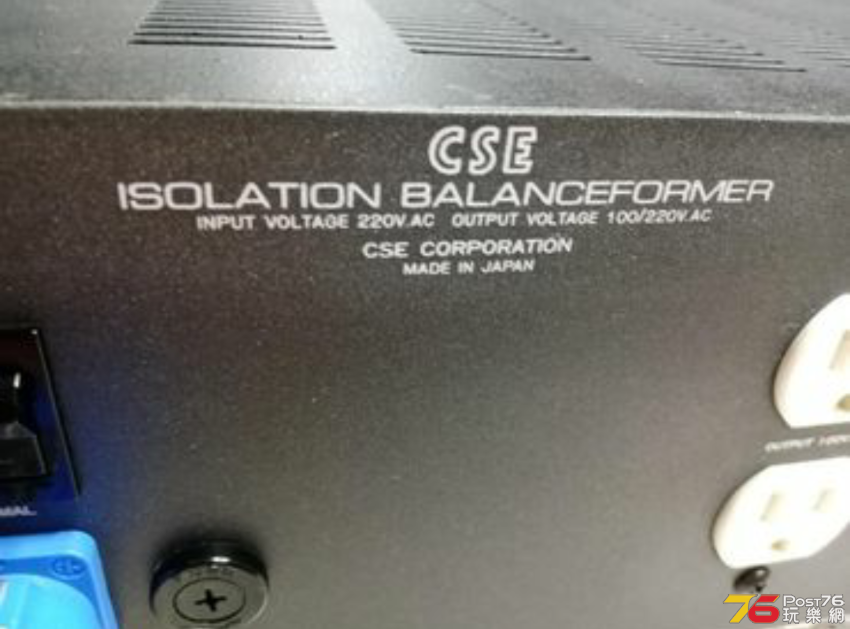 CSE
ISOLATION BALANCEFORMER
INPUT VOLTAGE 220V.AC OUTPUT VOLTAGE 100/220V.AC
CSE CORPORATION
MADE IN JAPAN
OUTPUT
76 Post76
玩樂網